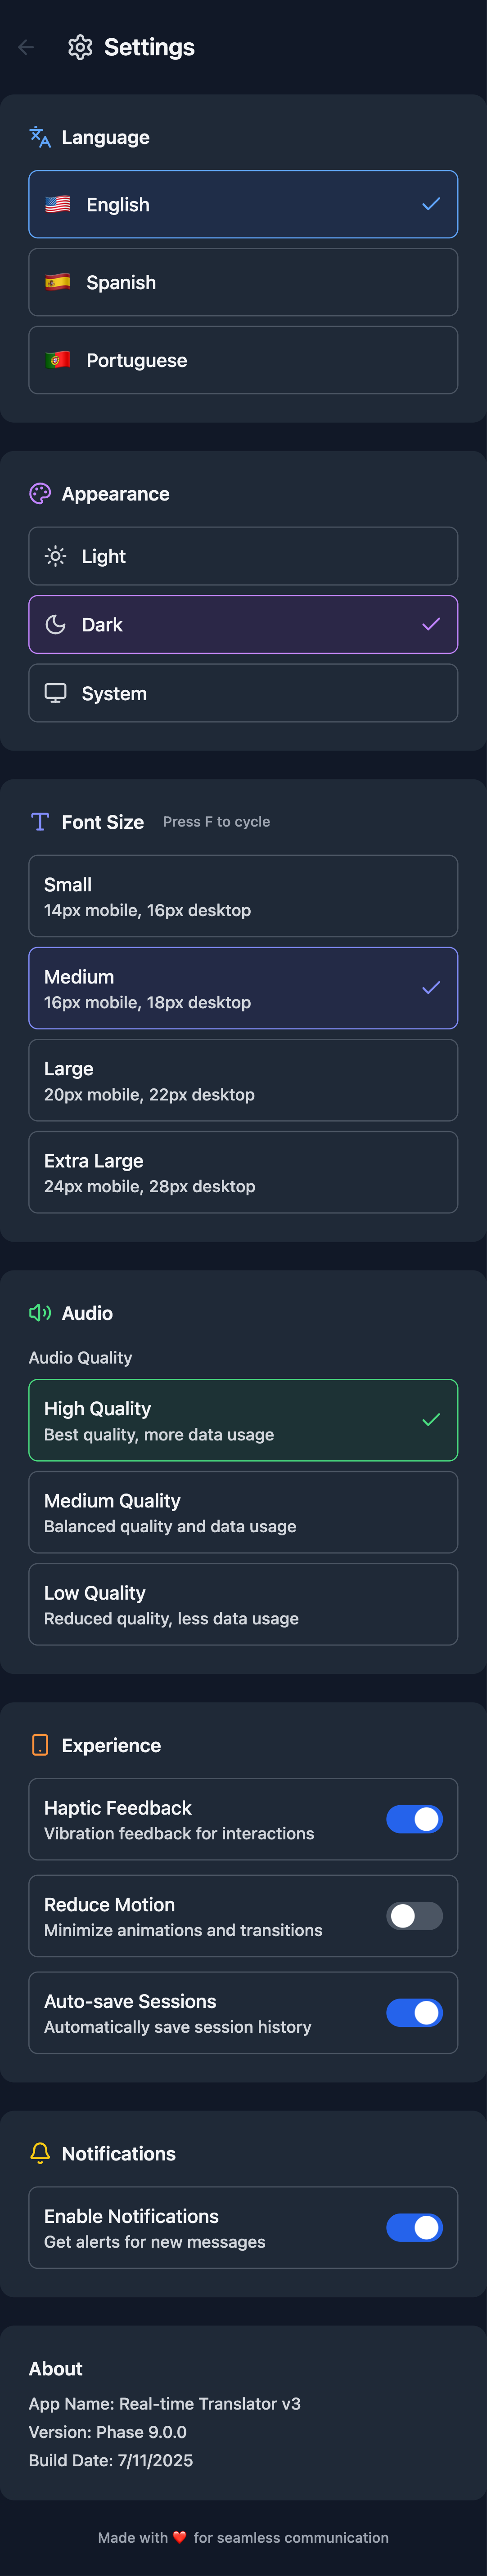 Settings
Language
English
Spanish
Portuguese
Appearance
Light
Dark
System
Font Size Press F to cycle
Small
14px mobile, 16px desktop
Medium
16px mobile, 18px desktop
Large
20px mobile, 22px desktop
Extra Large
24px mobile, 28px desktop
Audio
Audio Quality
High Quality
Best quality, more data usage
Medium Quality
Balanced quality and data usage
Low Quality
Reduced quality, less data usage
Experience
Haptic Feedback
Vibration feedback for interactions
Reduce Motion
Minimize animations and transitions
Auto-save Sessions
Automatically save session history
Notifications
Enable Notifications
Get alerts for new messages
About
App Name: Real-time Translator v3
Version: Phase 9.0.0
Build Date: 7/11/2025
Made with ❤️ for seamless communication